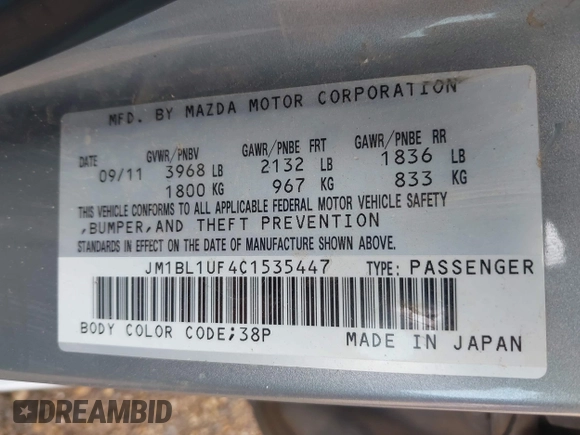 MFD. BY MAZDA MOTOR CORPORATION
DATE GVWR/PNBV GAWR/PNBE FRT GAWR/PNBE RR
09/11 3968 LB 2132 LB 1836 LB
1800 KG 967 KG 833 KG
THIS VEHICLE CONFORMS TO ALL APPLICABLE FEDERAL MOTOR VEHICLE SAFETY
,BUMPER,AND THEFT PREVENTION
STANDARDS IN EFFECT ON THE DATE OF MANUFACTURE SHOWN ABOVE.
JM1BL1UF4C1535447 TYPE: PASSENGER
BODY COLOR CODE;38P MADE IN JAPAN
DREAMBID